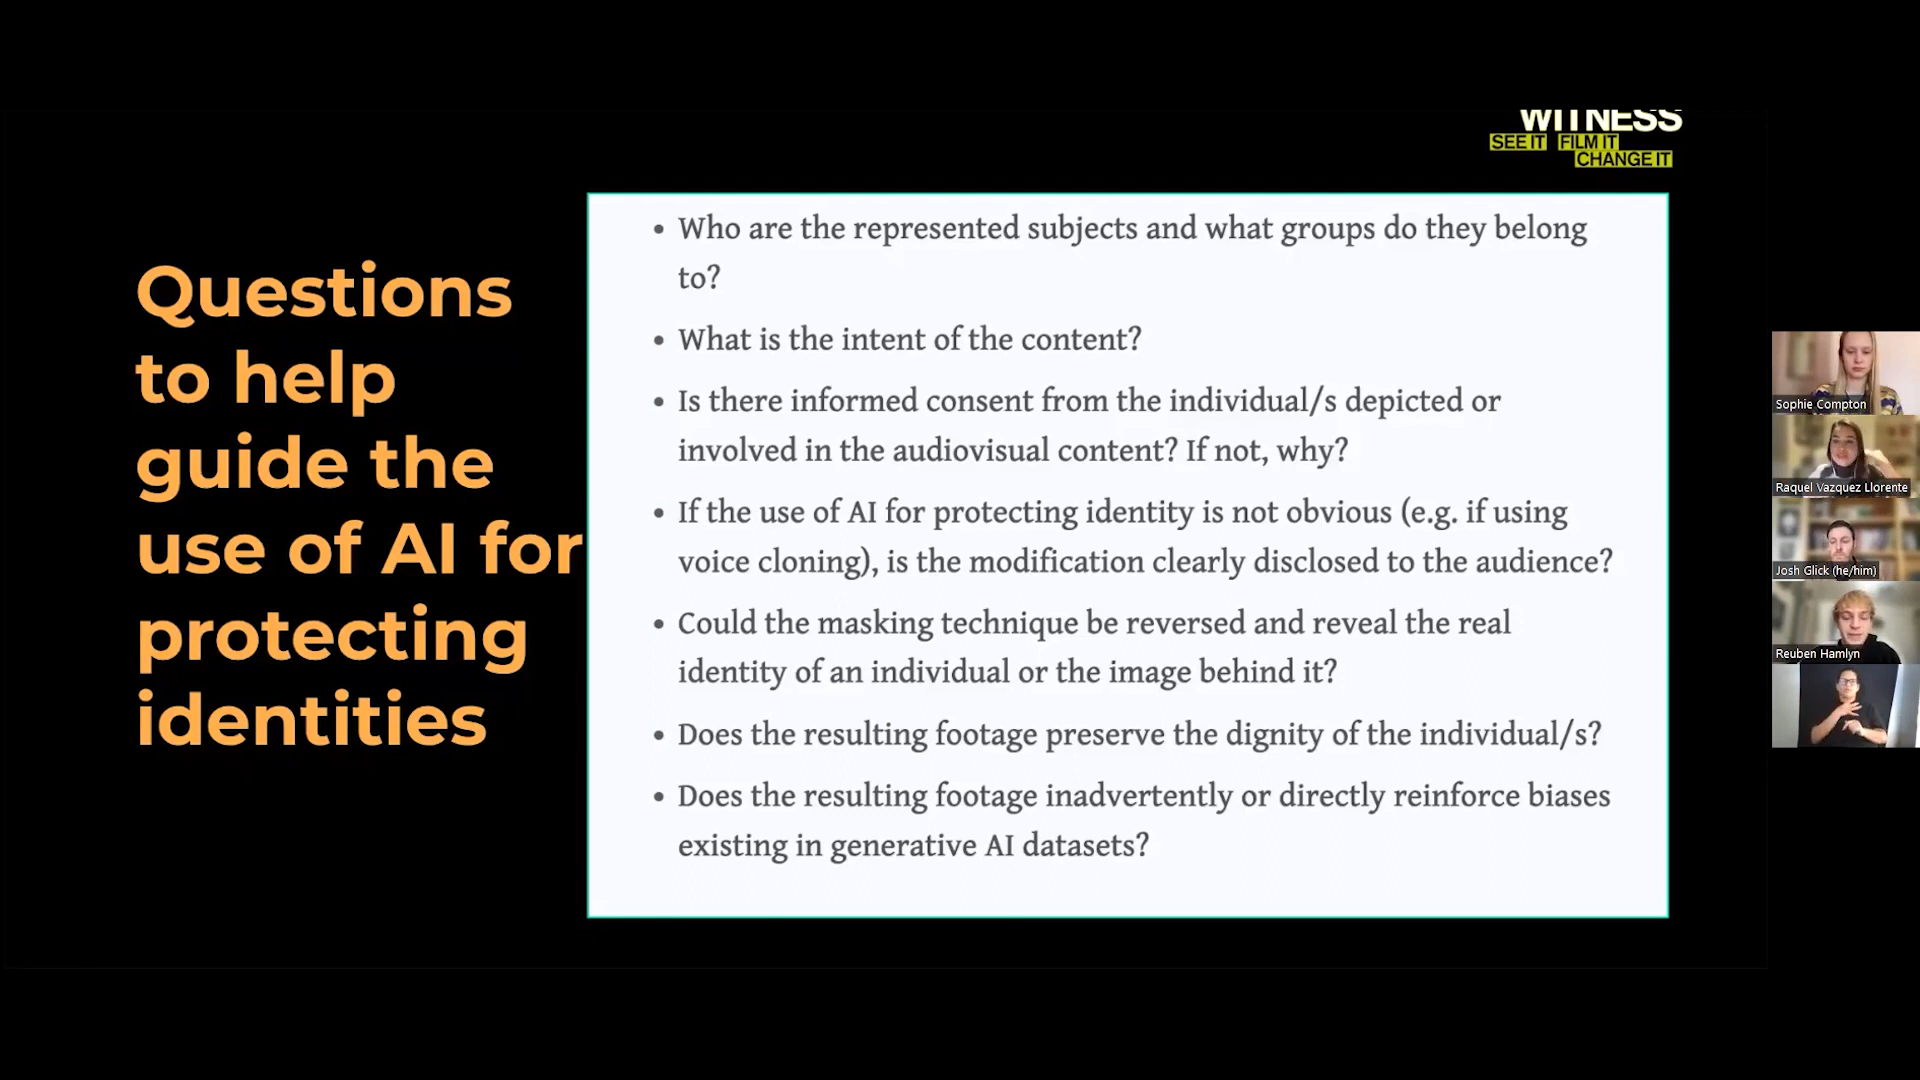 WITNESS
SEE IT FILM IT
CHANGE IT
Questions
to help
guide the
use of AI for
protecting
identities
• Who are the represented subjects and what groups do they belong
to?
• What is the intent of the content?
• Is there informed consent from the individual/s depicted or
involved in the audiovisual content? If not, why?
• If the use of AI for protecting identity is not obvious (e.g. if using
voice cloning), is the modification clearly disclosed to the audience?
• Could the masking technique be reversed and reveal the real
identity of an individual or the image behind it?
• Does the resulting footage preserve the dignity of the individual/s?
• Does the resulting footage inadvertently or directly reinforce biases
existing in generative AI datasets?
Sophie Compton
Raquel Vazquez Llorente
Josh Glick (he/him)
Reuben Hamlyn